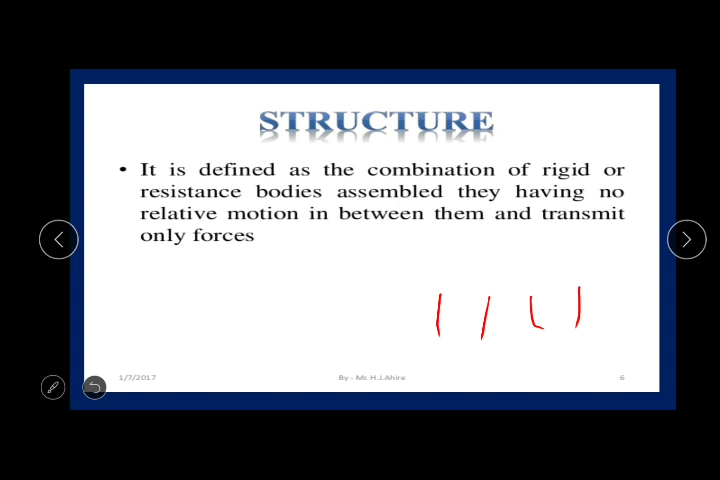 STRUCTURE
• It is defined as the combination of rigid or
resistance bodies assembled they having no
relative motion in between them and transmit
only forces
1/7/2017 By - Mr. H.J.Ahire 6